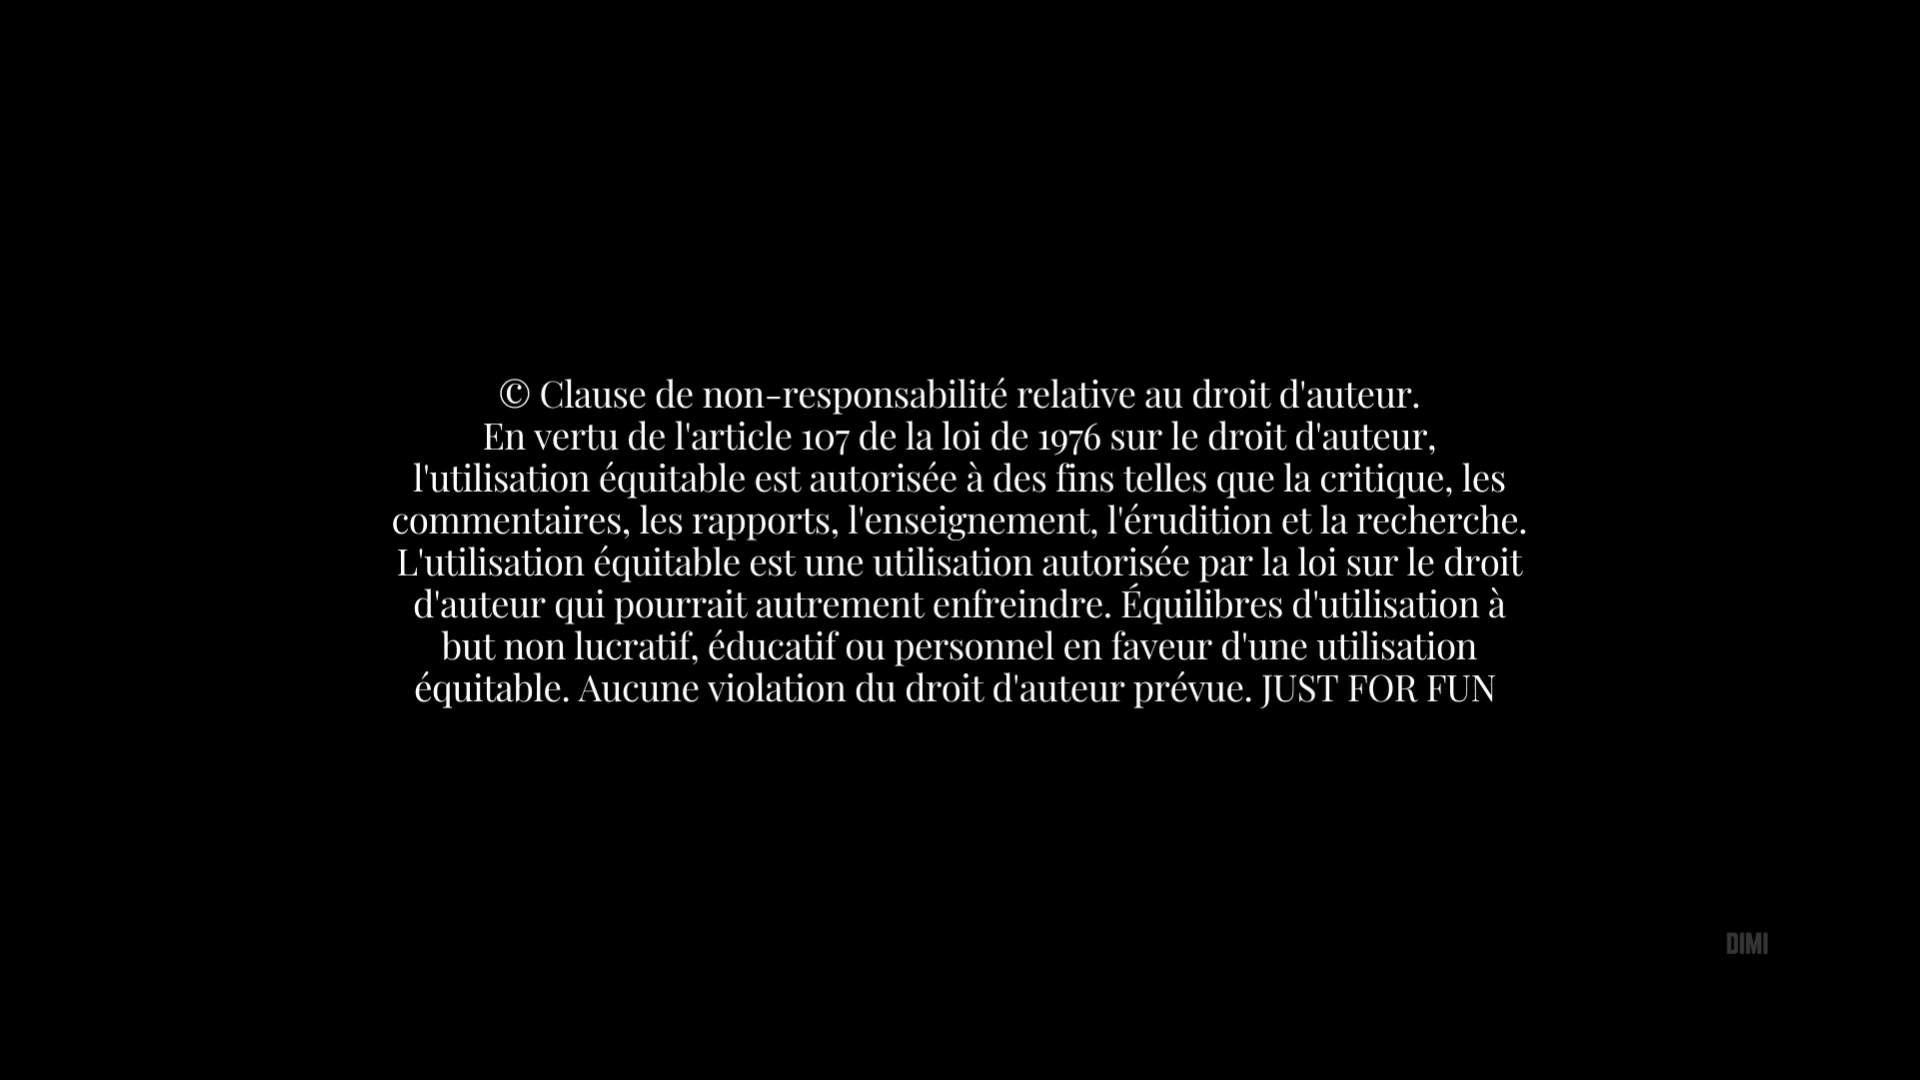 © Clause de non-responsabilité relative au droit d'auteur.
En vertu de l'article 107 de la loi de 1976 sur le droit d'auteur,
l'utilisation équitable est autorisée à des fins telles que la critique, les
commentaires, les rapports, l'enseignement, l'érudition et la recherche.
L'utilisation équitable est une utilisation autorisée par la loi sur le droit
d'auteur qui pourrait autrement enfreindre. Équilibres d'utilisation à
but non lucratif, éducatif ou personnel en faveur d'une utilisation
équitable. Aucune violation du droit d'auteur prévue. JUST FOR FUN
DIMI